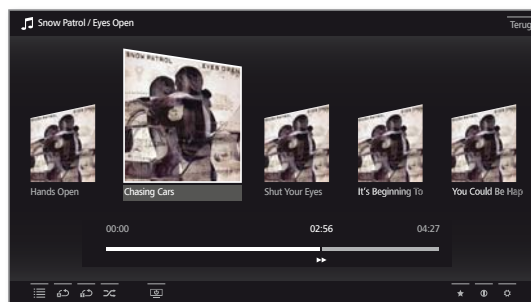 Snow Patrol / Eyes Open
Terug
SNOW PATROL EYES OPEN
Hands Open
Chasing Cars
Shut Your Eyes
It's Beginning To
You Could Be Hap
00:00
02:56
04:27